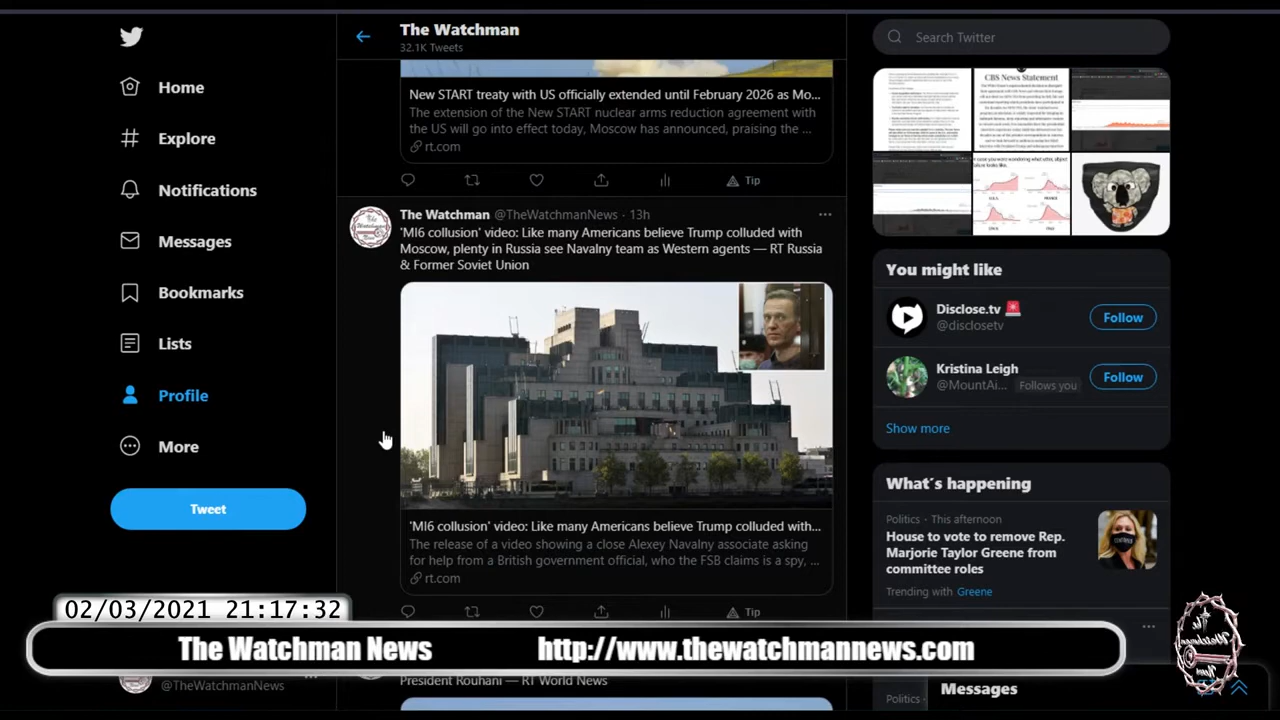 The Watchman
32.1K Tweets
Search Twitter
Home
Explore
Notifications
Messages
Bookmarks
Lists
Profile
More
Tweet
New START treaty with US officially extended until February 2026 as Mo...
The extension of the New START nuclear arms reduction agreement with
the US will go into effect today, Moscow has announced, praising the ...
rt.com
Tip
The Watchman @TheWatchmanNews · 13h
'MI6 collusion' video: Like many Americans believe Trump colluded with
Moscow, plenty in Russia see Navalny team as Western agents — RT Russia
& Former Soviet Union
'MI6 collusion' video: Like many Americans believe Trump colluded with...
The release of a video showing a close Alexey Navalny associate asking
for help from a British government official, who the FSB claims is a spy, ...
rt.com
Tip
President Rouhani — RT World News
CBS News Statement
You might like
Disclose.tv
@disclosetv
Follow
Kristina Leigh
@MountAi...
Follows you
Follow
Show more
What's happening
Politics · This afternoon
House to vote to remove Rep.
Marjorie Taylor Greene from
committee roles
Trending with Greene
Politics ·
Messages
02/03/2021 21:17:32
The Watchman News http://www.thewatchmannews.com
@TheWatchmanNews
The
Watchman
News